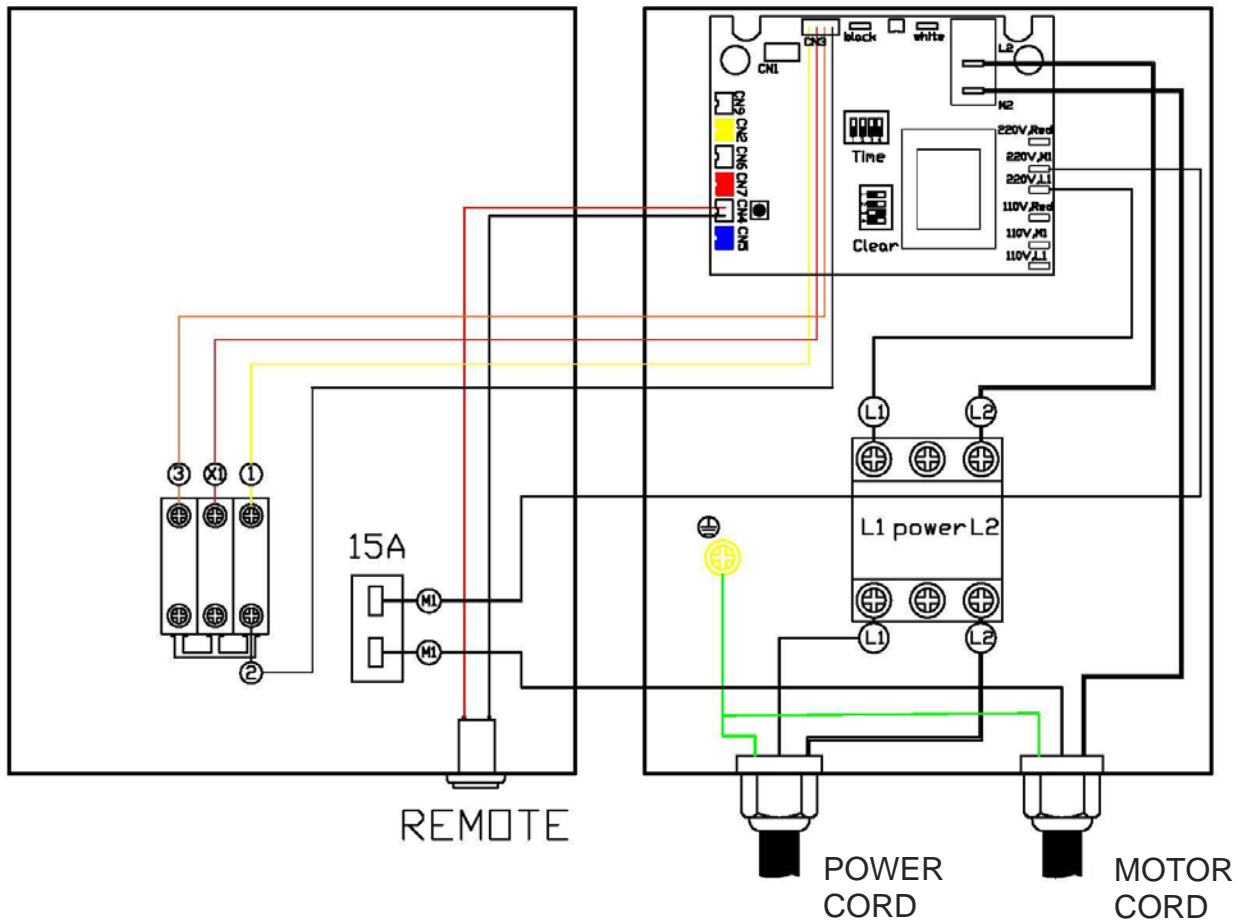 CN3
black
white
L2
CN1
M2
CN9
CN2
CN6
CN7
CN4
CN5
Time
Clear
220V,Red
220V,M1
220V,L1
110V,Red
110V,M1
110V,L1
L1
L2
3
X1
1
L1 power L2
15A
M1
M1
L1
L2
2
REMOTE
POWER
CORD
MOTOR
CORD